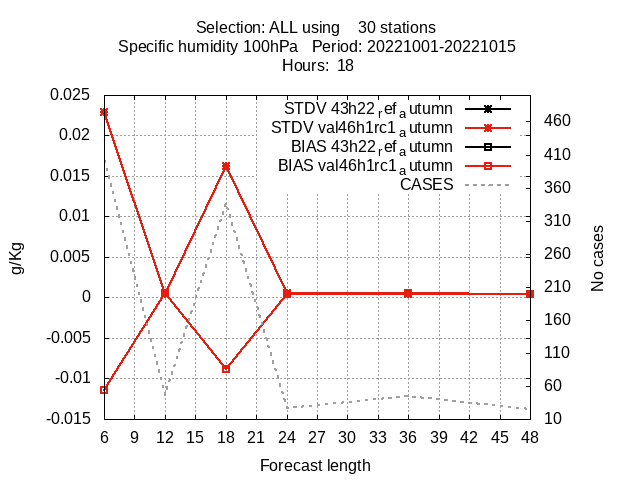 Selection: ALL using    30 stations
Specific humidity 100hPa   Period: 20221001-20221015
Hours:  18
STDV 43h22_ref_autumn
STDV val46h1rc1_autumn
BIAS 43h22_ref_autumn
BIAS val46h1rc1_autumn
CASES
0.025
0.02
0.015
0.01
0.005
0
-0.005
-0.01
-0.015
g/Kg
460
410
360
310
260
210
160
110
60
10
No cases
6 9 12 15 18 21 24 27 30 33 36 39 42 45 48
Forecast length